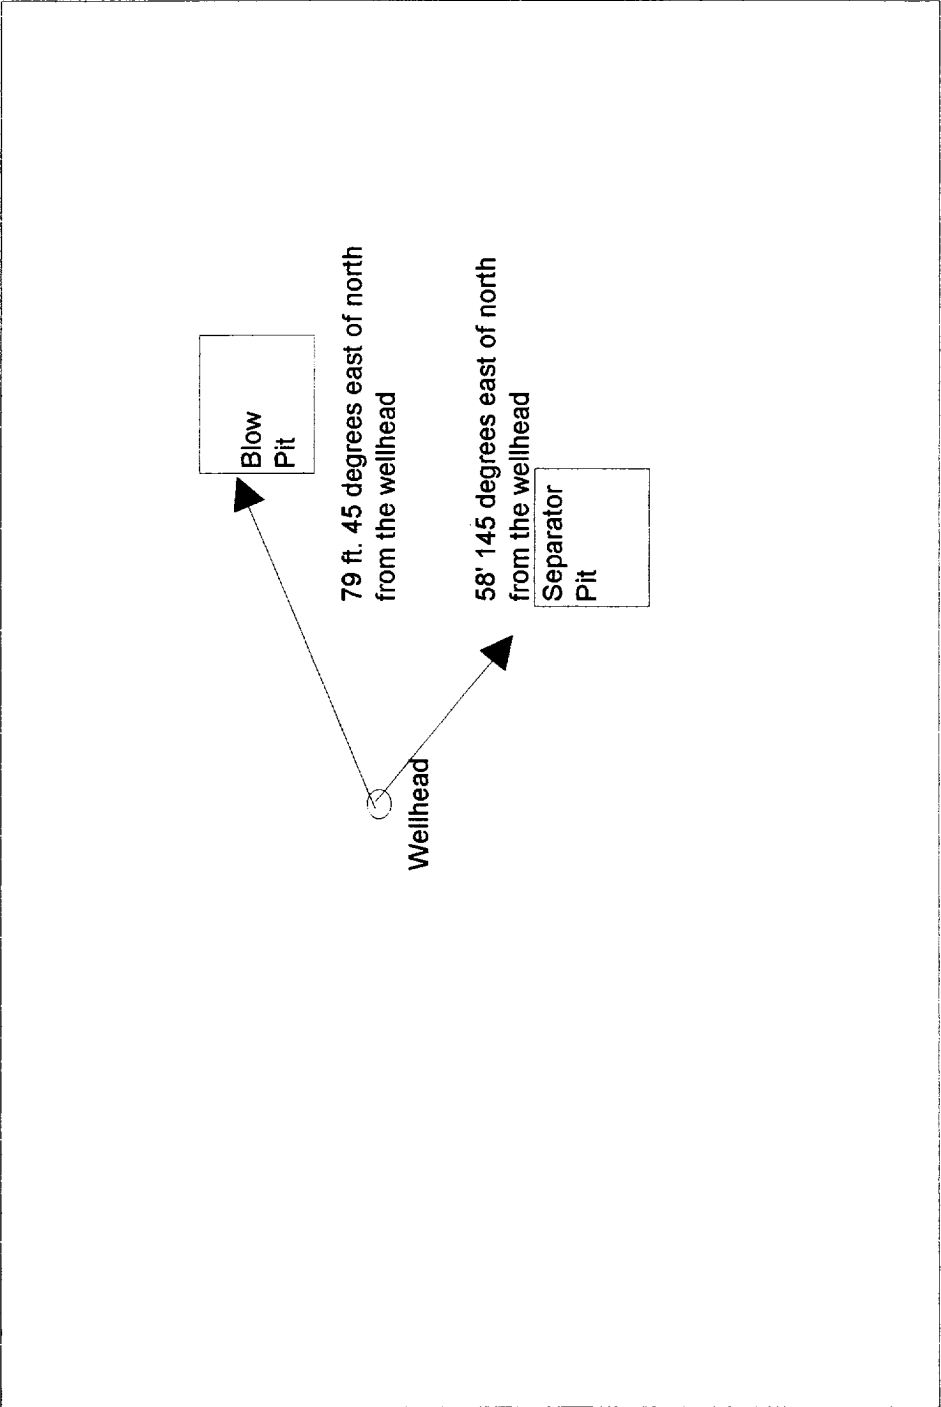 Blow
Pit
79 ft. 45 degrees east of north
from the wellhead
58' 145 degrees east of north
from the wellhead
Separator
Pit
Wellhead